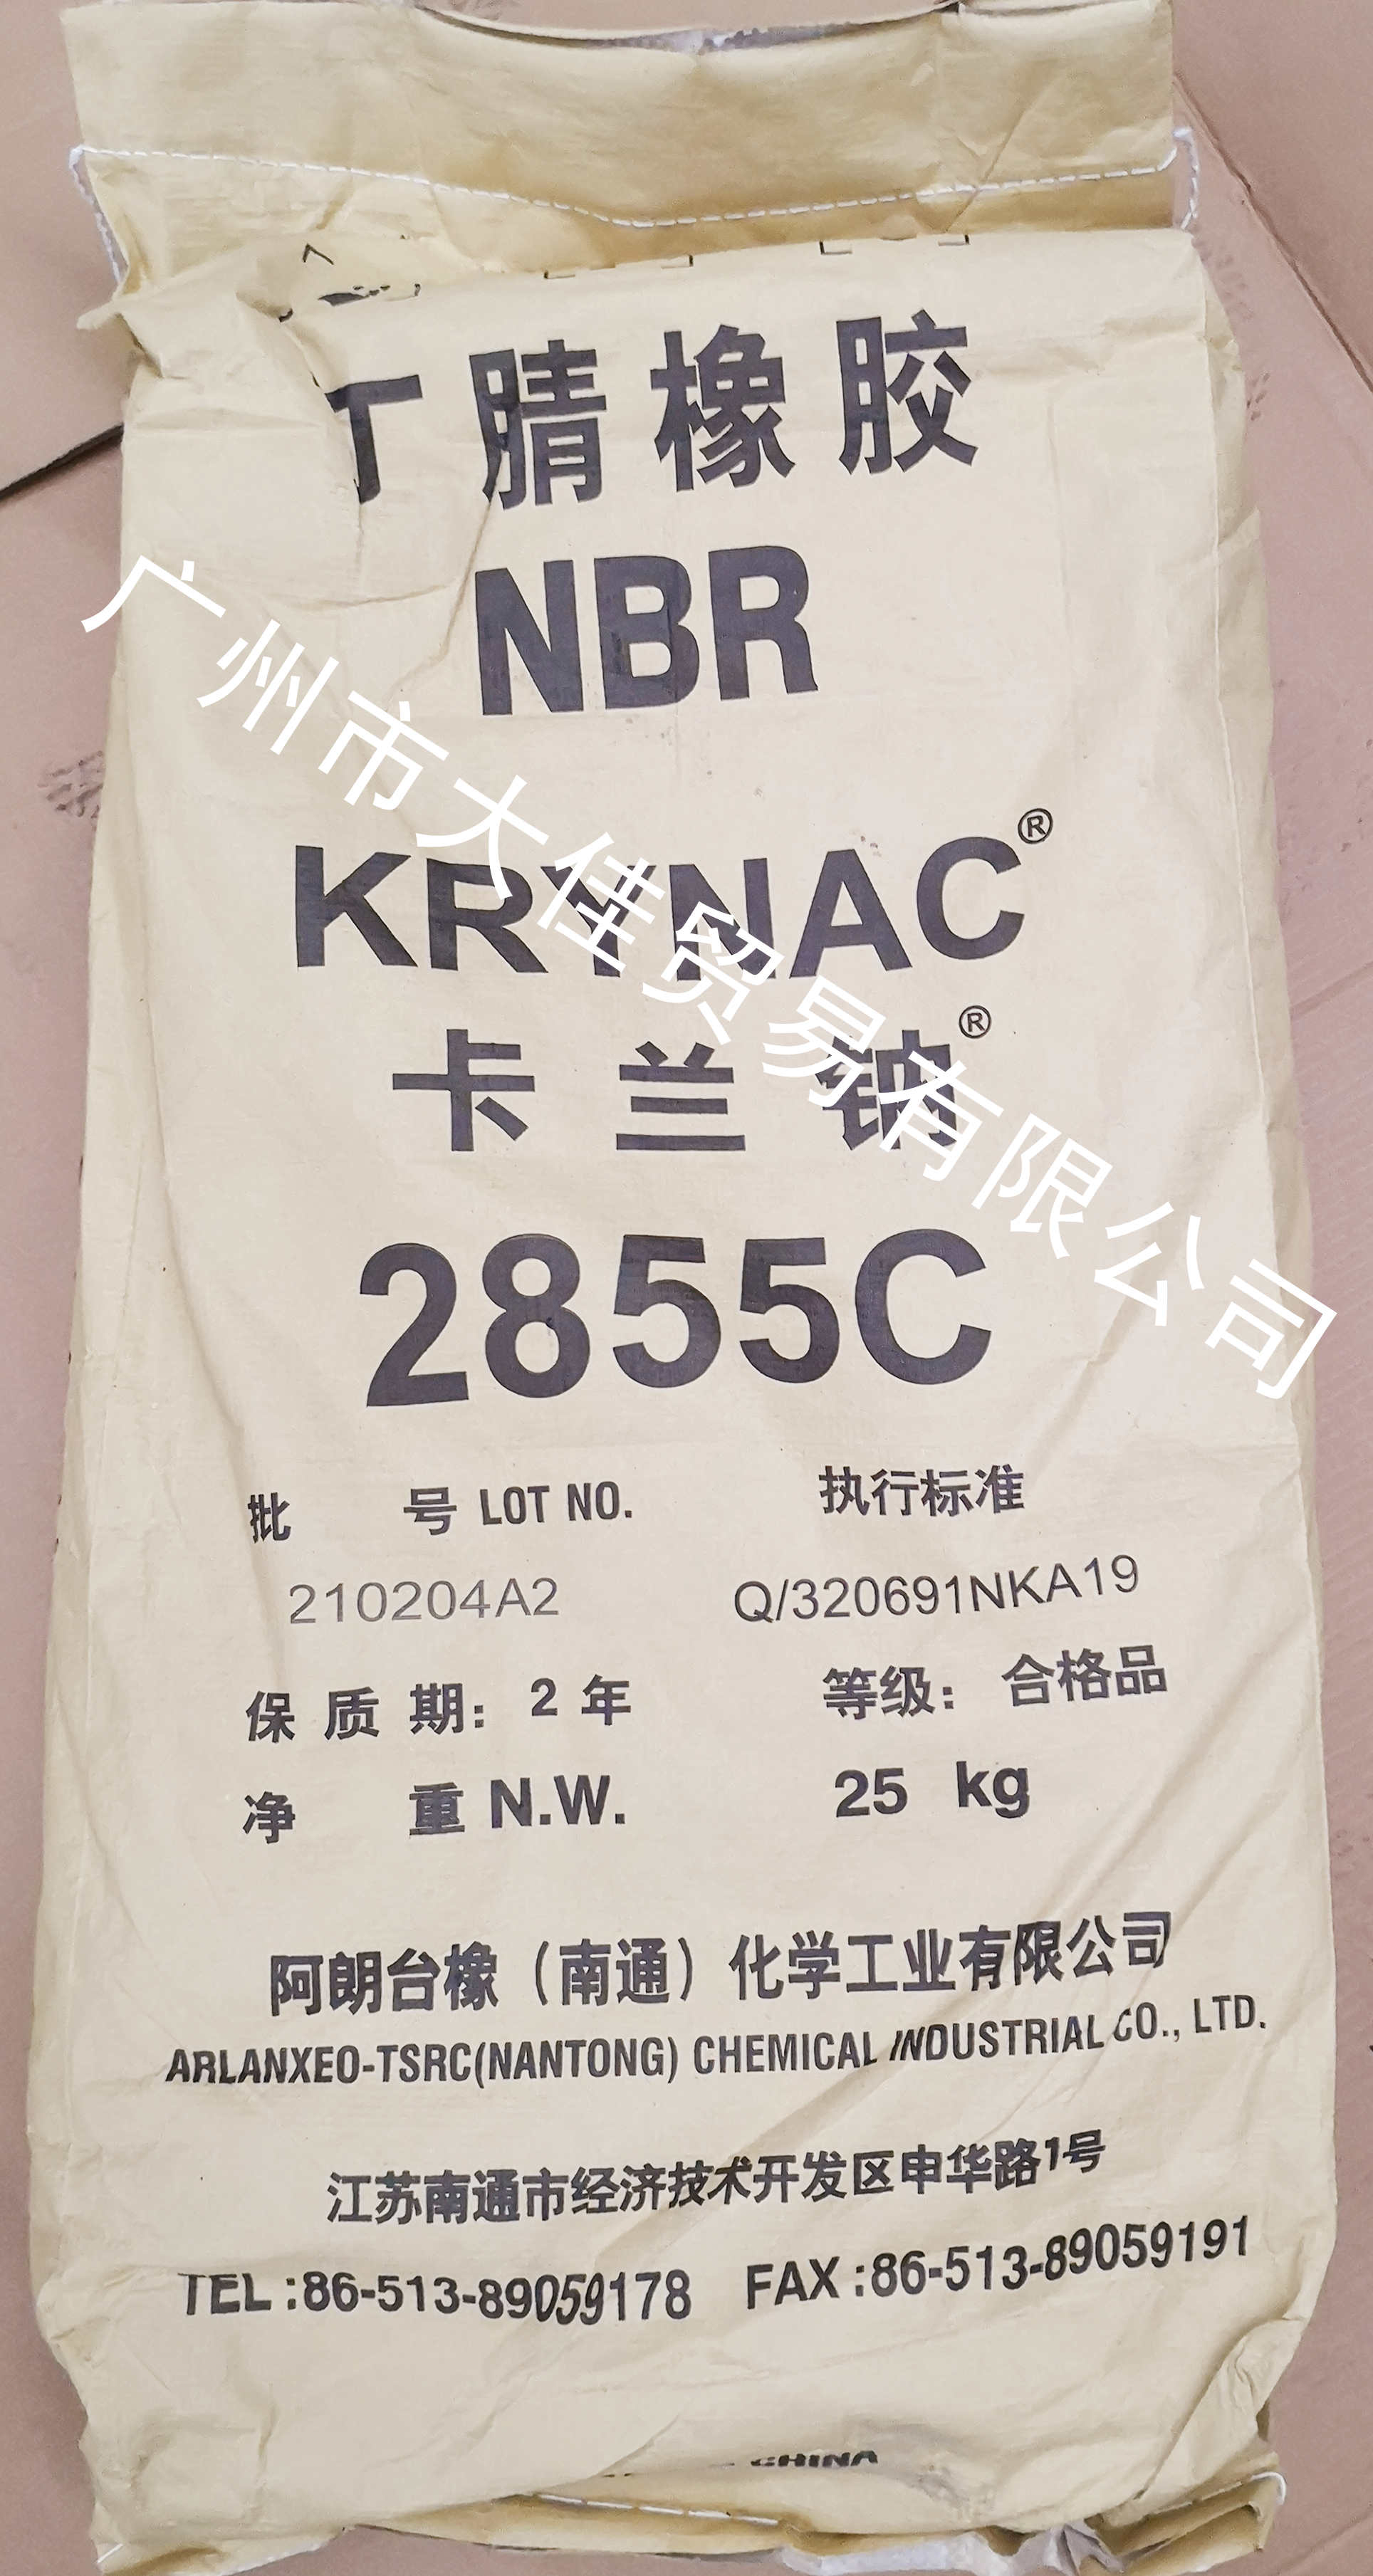 丁腈橡胶
NBR
KRYNAC®
卡兰钠®
2855C
批 号 LOT NO. 执行标准
210204A2 Q/320691NKA19
保 质 期: 2 年 等级: 合格品
净 重 N.W. 25 kg
阿朗台橡（南通）化学工业有限公司
ARLANXEO-TSRC(NANTONG) CHEMICAL INDUSTRIAL CO., LTD.
江苏南通市经济技术开发区申华路1号
TEL:86-513-89059178 FAX:86-513-89059191
CHINA
广州市大佳贸易有限公司